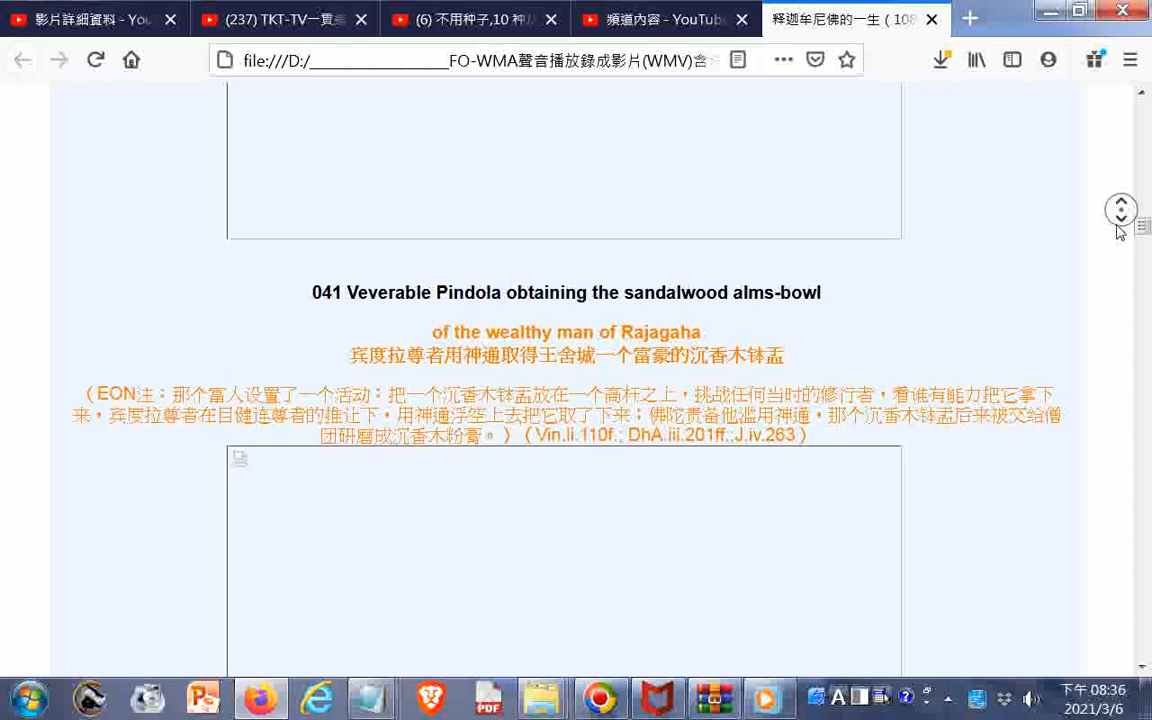 影片詳細資料 - You
(237) TKT-TV一貫
(6) 不用种子,10 种
頻道內容 - YouTub
释迦牟尼佛的一生（108
file:///D:/________________FO-WMA聲音播放錄成影片(WMV)含
041 Veverable Pindola obtaining the sandalwood alms-bowl
of the wealthy man of Rajagaha
宾度拉尊者用神通取得王舍城一个富豪的沉香木钵盂
（EON注：那个富人设置了一个活动：把一个沉香木钵盂放在一个高杆之上，挑战任何当时的修行者，看谁有能力把它拿下
来，宾度拉尊者在目健连尊者的推让下，用神通浮空上去把它取了下来；佛陀责备他滥用神通，那个沉香木钵盂后来被交给僧
团研磨成沉香木粉膏。）（Vin.ii.110f.; DhA.iii.201ff.;J.iv.263）
PDF
A
下午 08:36
2021/3/6